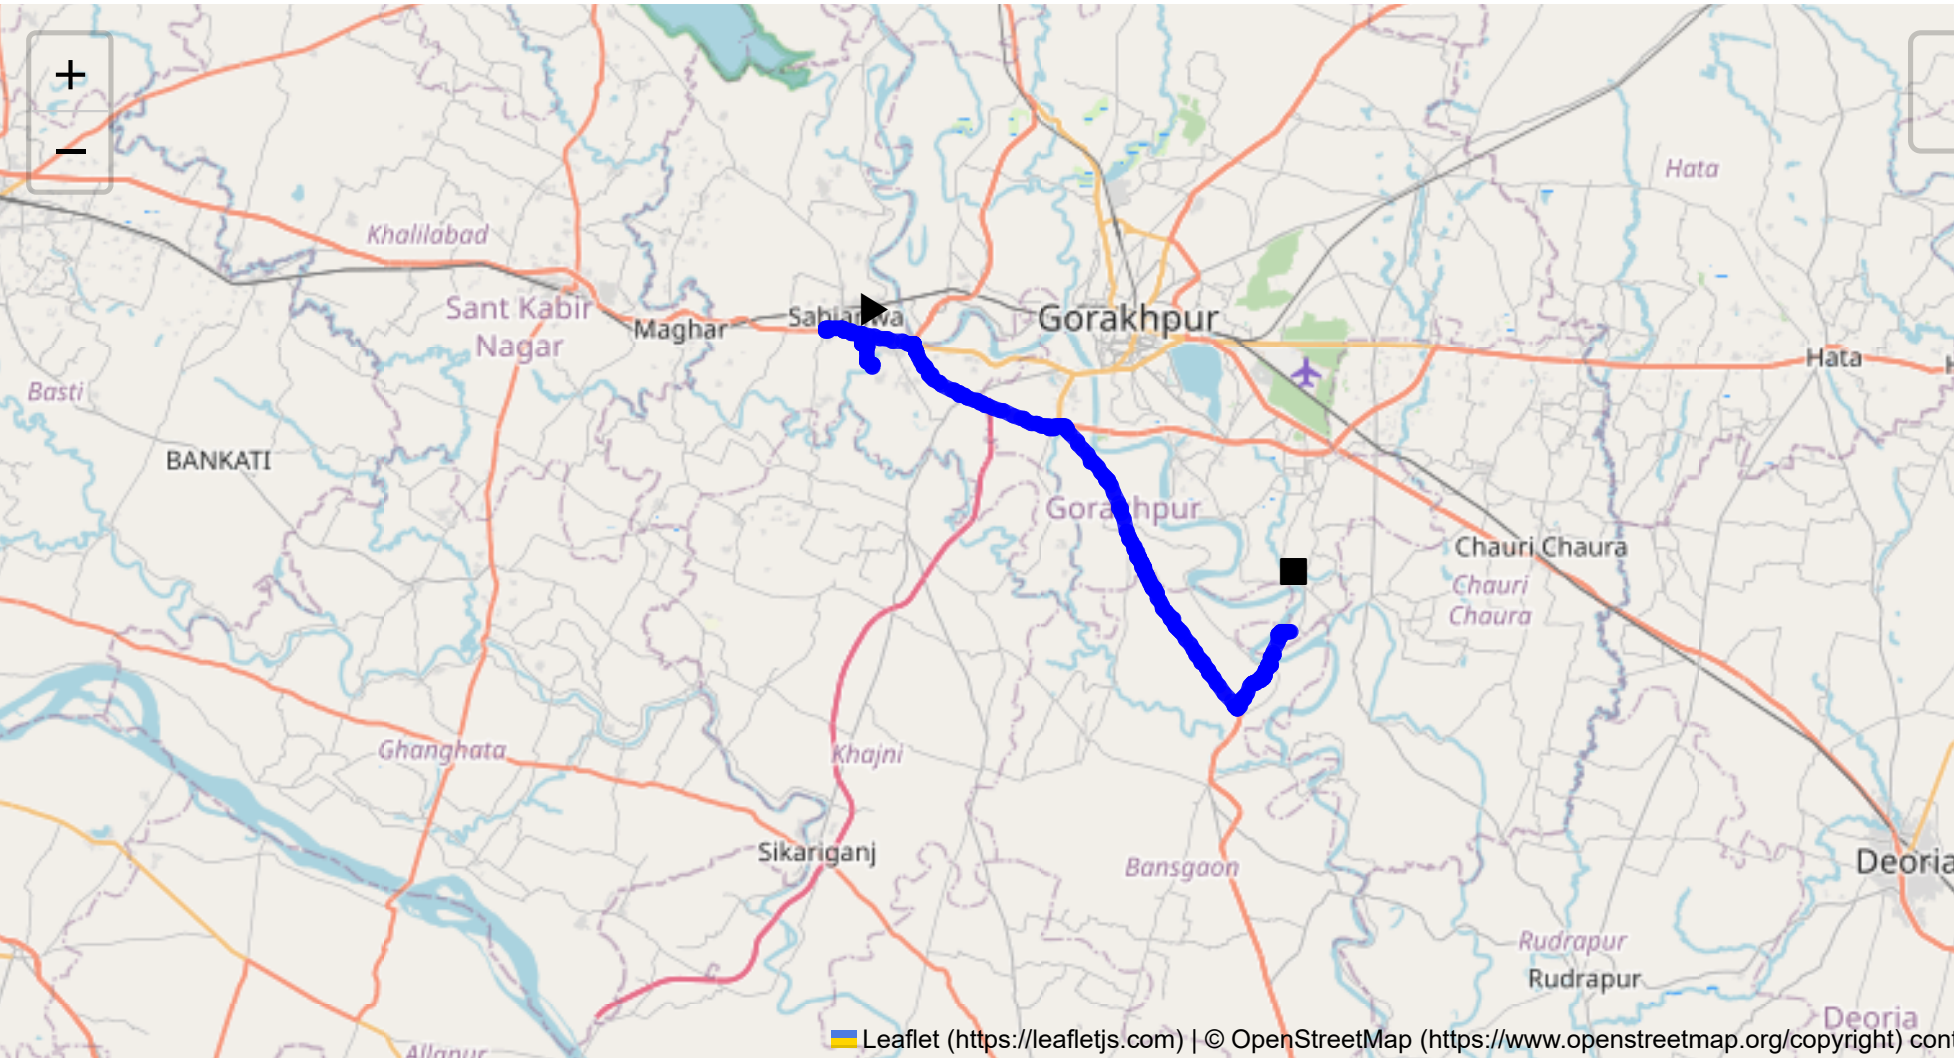 +
−
Hata
Khalilabad
Sant Kabir
Nagar
Maghar
Gorakhpur
Hata
Basti
BANKATI
Gorakhpur
Chauri Chaura
Chauri
Chaura
Ghanghata
Khajni
Sikariganj
Bansgaon
Deoria
Rudrapur
Rudrapur
Deoria
Leaflet (https://leafletjs.com) | © OpenStreetMap (https://www.openstreetmap.org/copyright) con